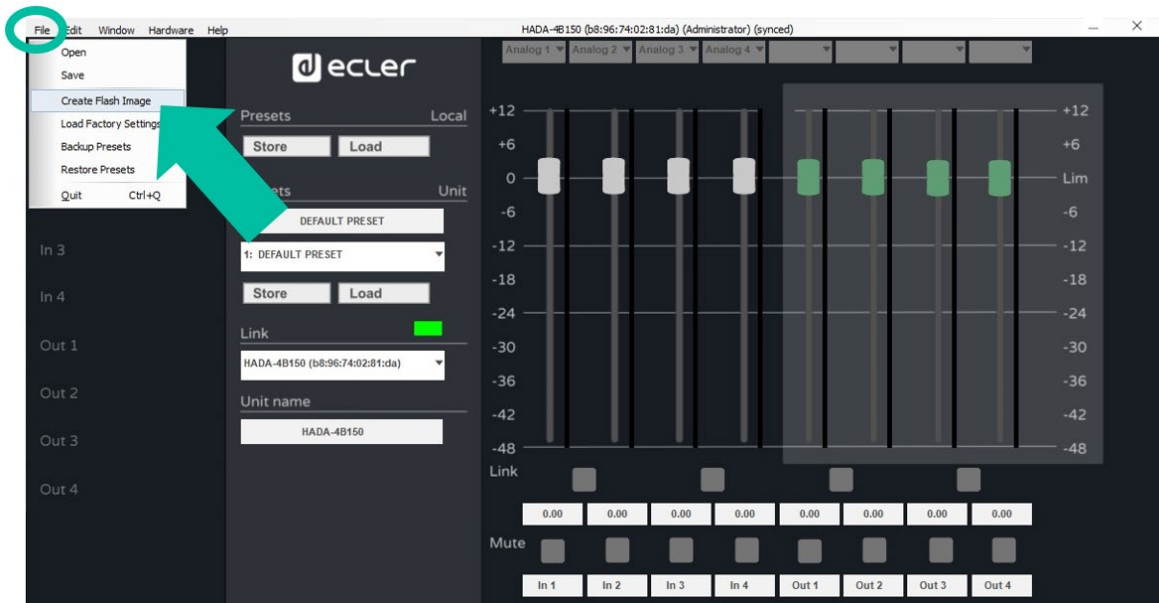 File Edit Window Hardware Help
HADA-4B150 (b8:96:74:02:81:da) (Administrator) (synced)
Open
Save
Create Flash Image
Load Factory Settings
Backup Presets
Restore Presets
Quit Ctrl+Q
In 3
In 4
Out 1
Out 2
Out 3
Out 4
ecler
Presets Local
Store Load
Unit
DEFAULT PRESET
1: DEFAULT PRESET
Store Load
Link
HADA-4B150 (b8:96:74:02:81:da)
Unit name
HADA-4B150
Analog 1 Analog 2 Analog 3 Analog 4
+12 +12
+6 +6
0 Lim
-6 -6
-12 -12
-18 -18
-24 -24
-30 -30
-36 -36
-42 -42
-48 -48
Link
0.00 0.00 0.00 0.00 0.00 0.00 0.00 0.00
Mute
In 1 In 2 In 3 In 4 Out 1 Out 2 Out 3 Out 4